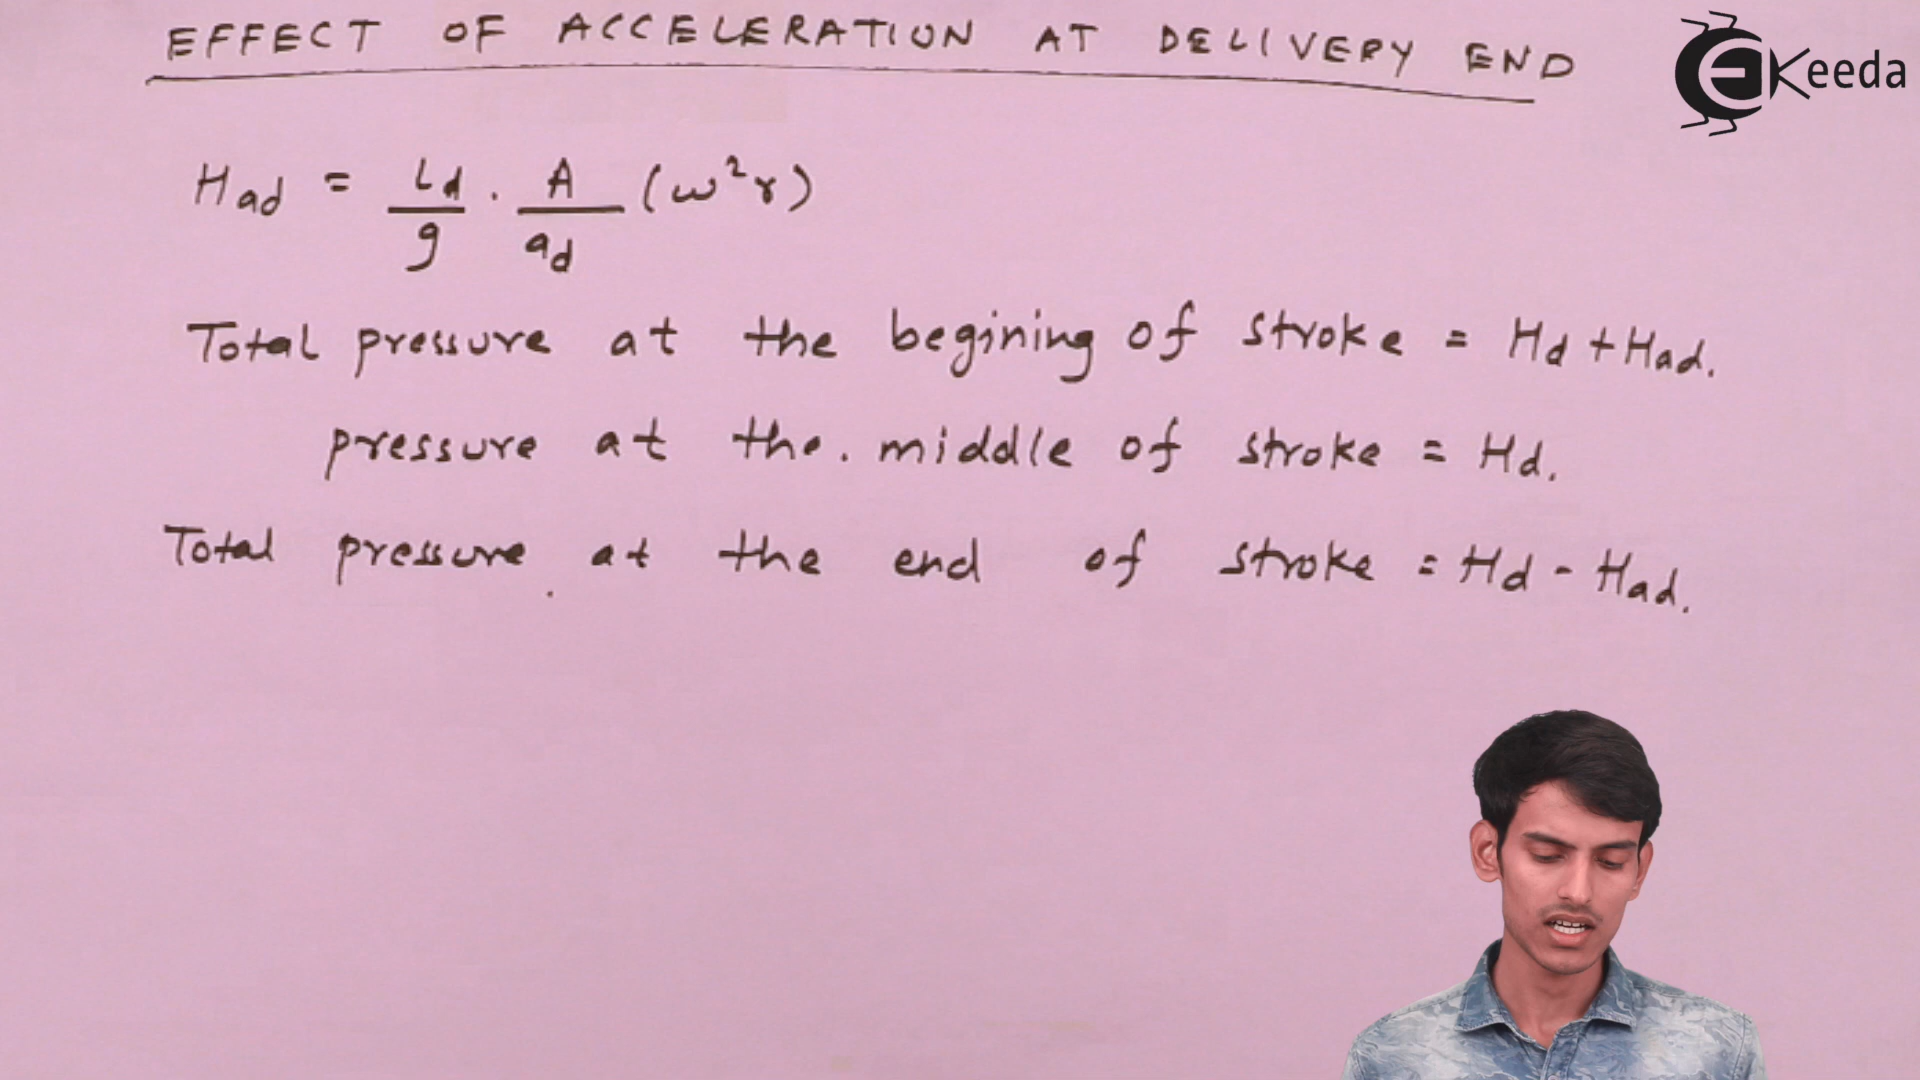 EFFECT OF ACCELERATION AT DELIVERY END
Keeda
Had = Ld/g . A/ad (ω²r)
Total pressure at the begining of stroke = Hd + Had.
pressure at the. middle of stroke = Hd.
Total pressure at the end of stroke = Hd - Had.